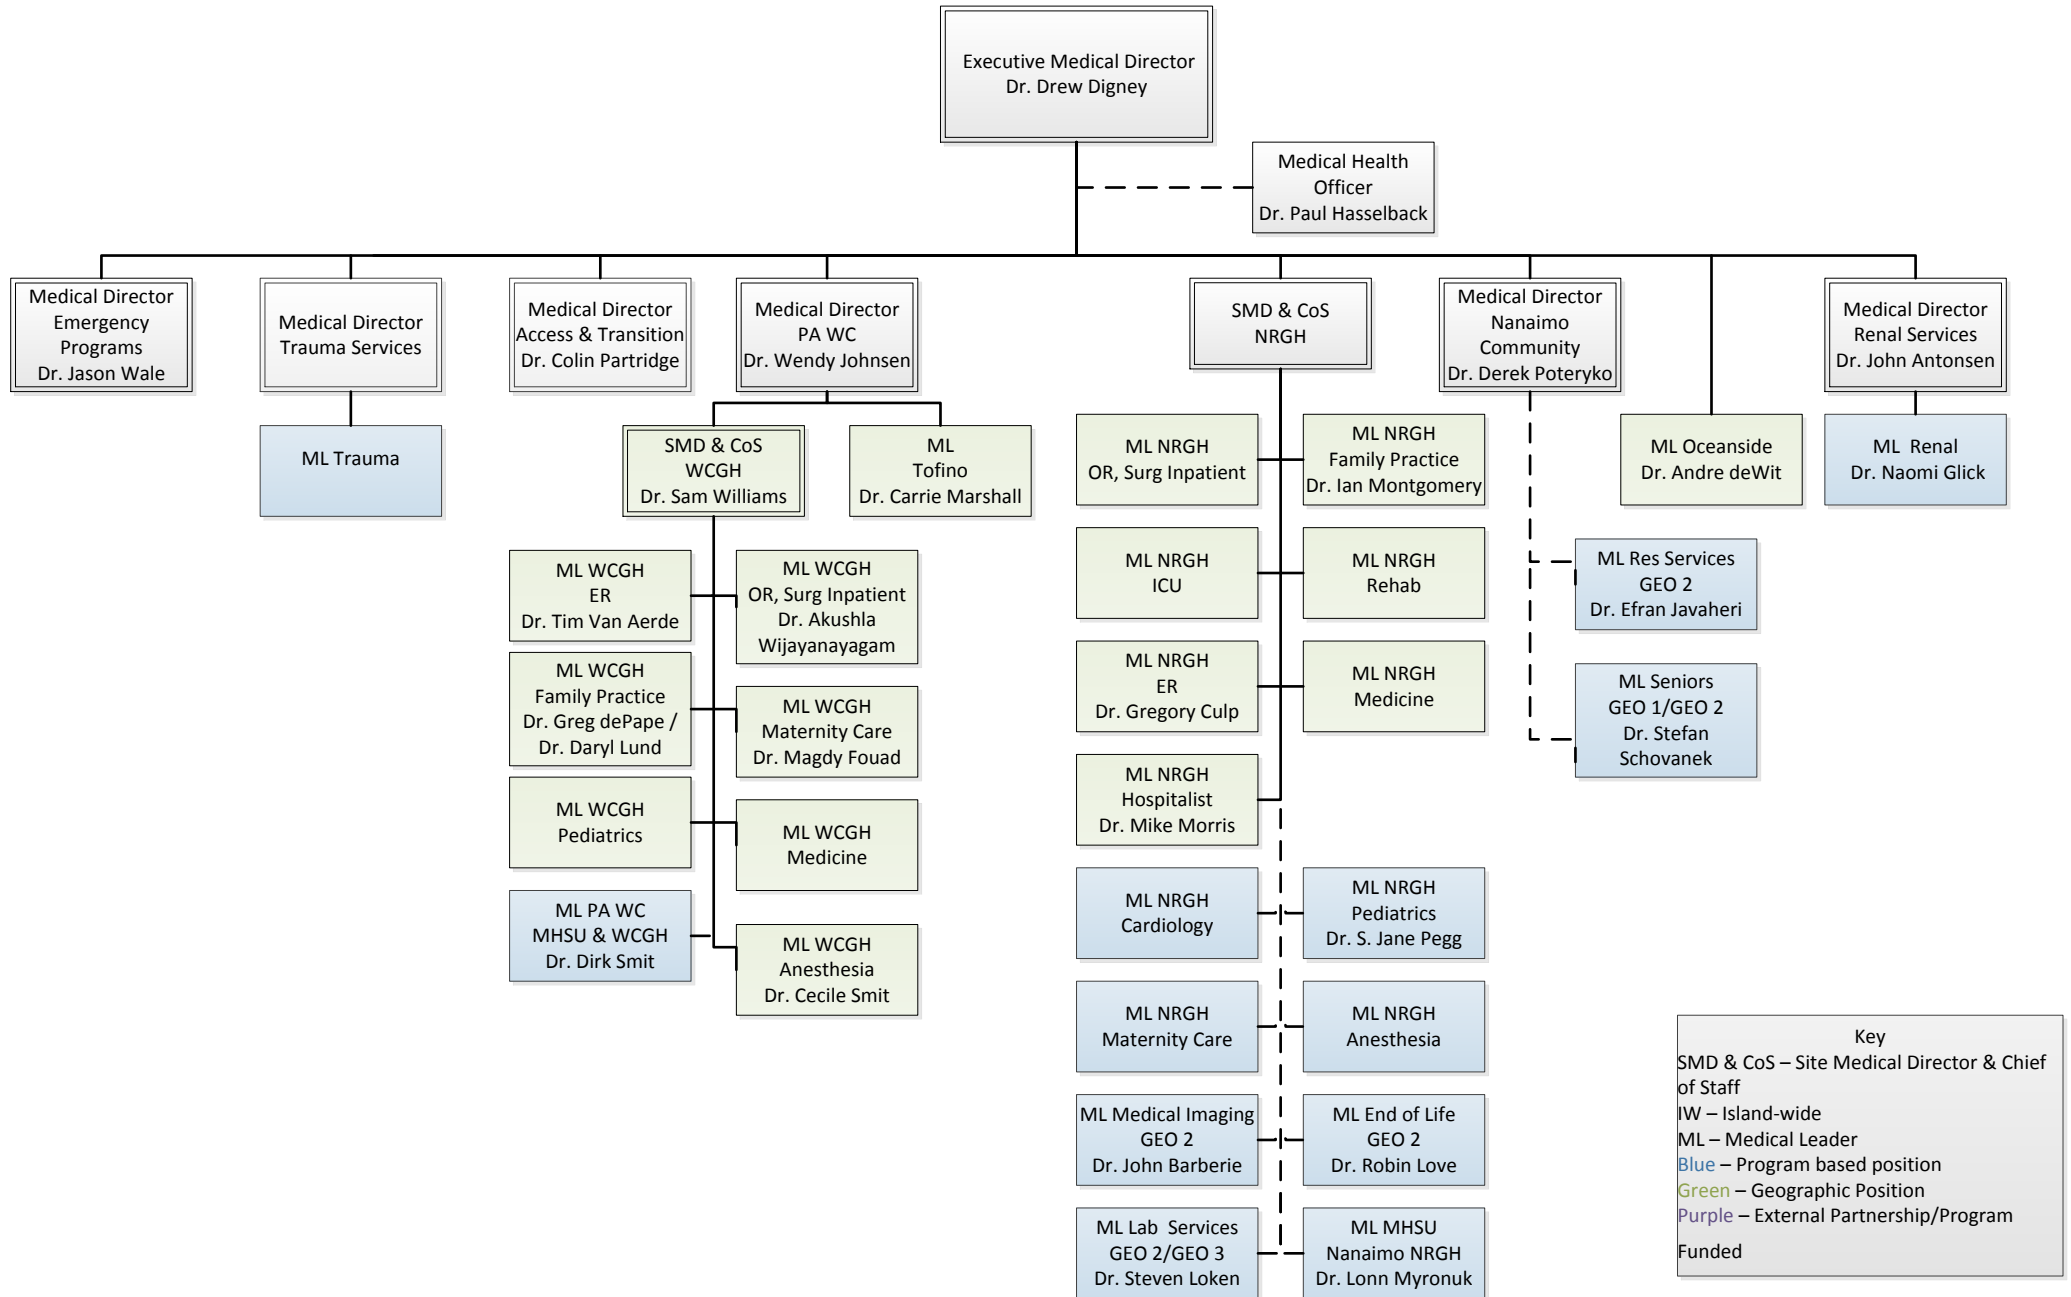 Executive Medical Director
Dr. Drew Digney
Medical Health
Officer
Dr. Paul Hasselback
Medical Director
Emergency
Programs
Dr. Jason Wale
Medical Director
Trauma Services
Medical Director
Access & Transition
Dr. Colin Partridge
Medical Director
PA WC
Dr. Wendy Johnsen
SMD & CoS
NRGH
Medical Director
Nanaimo
Community
Dr. Derek Poteryko
Medical Director
Renal Services
Dr. John Antonsen
ML Trauma
SMD & CoS
WCGH
Dr. Sam Williams
ML
Tofino
Dr. Carrie Marshall
ML NRGH
OR, Surg Inpatient
ML NRGH
Family Practice
Dr. Ian Montgomery
ML Oceanside
Dr. Andre deWit
ML Renal
Dr. Naomi Glick
ML WCGH
ER
Dr. Tim Van Aerde
ML WCGH
OR, Surg Inpatient
Dr. Akushla
Wijayanayagam
ML NRGH
ICU
ML NRGH
Rehab
ML Res Services
GEO 2
Dr. Efran Javaheri
ML WCGH
Family Practice
Dr. Greg dePape /
Dr. Daryl Lund
ML WCGH
Maternity Care
Dr. Magdy Fouad
ML NRGH
ER
Dr. Gregory Culp
ML NRGH
Medicine
ML Seniors
GEO 1/GEO 2
Dr. Stefan
Schovanek
ML WCGH
Pediatrics
ML WCGH
Medicine
ML NRGH
Hospitalist
Dr. Mike Morris
ML PA WC
MHSU & WCGH
Dr. Dirk Smit
ML WCGH
Anesthesia
Dr. Cecile Smit
ML NRGH
Cardiology
ML NRGH
Pediatrics
Dr. S. Jane Pegg
ML NRGH
Maternity Care
ML NRGH
Anesthesia
ML Medical Imaging
GEO 2
Dr. John Barberie
ML End of Life
GEO 2
Dr. Robin Love
ML Lab Services
GEO 2/GEO 3
Dr. Steven Loken
ML MHSU
Nanaimo NRGH
Dr. Lonn Myronuk
Key
SMD & CoS – Site Medical Director & Chief
of Staff
IW – Island-wide
ML – Medical Leader
Blue – Program based position
Green – Geographic Position
Purple – External Partnership/Program
Funded